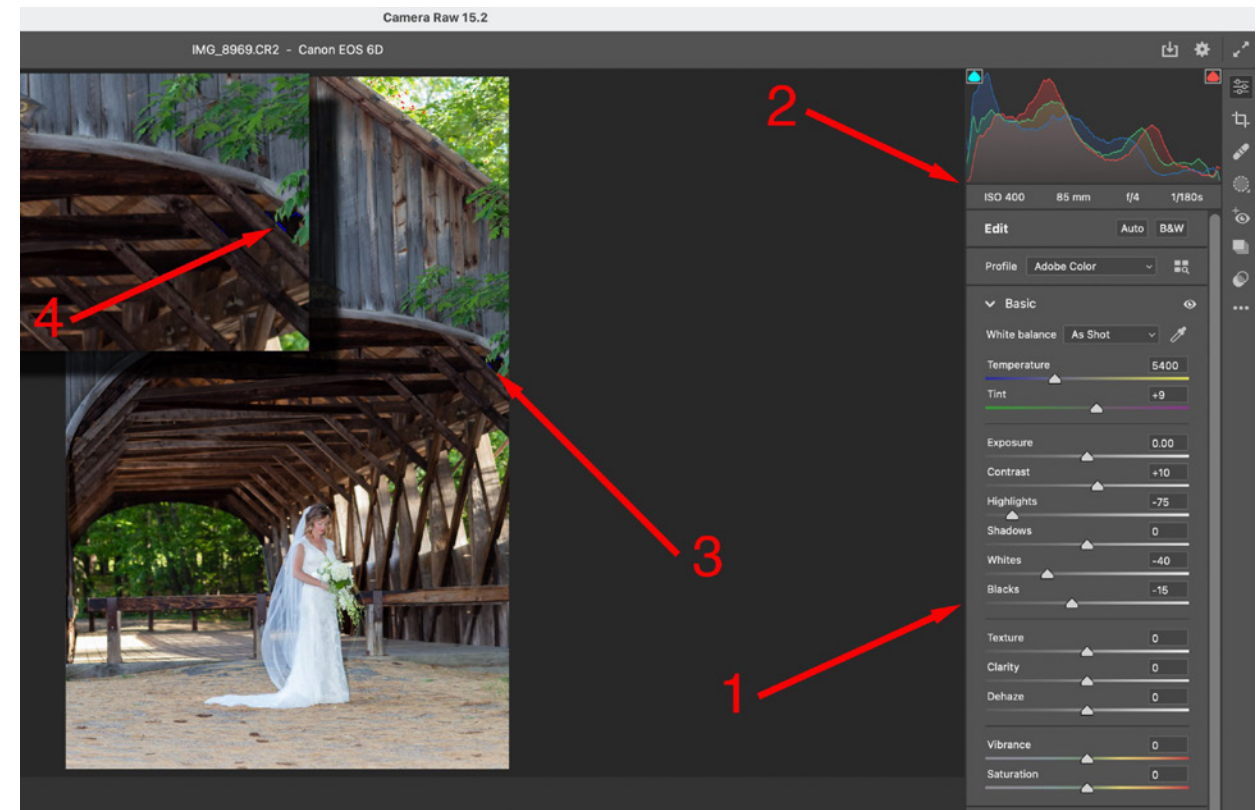 Camera Raw 15.2
IMG_8969.CR2 - Canon EOS 6D
2
ISO 400 85 mm f/4 1/180s
Edit Auto B&W
Profile Adobe Color
Basic
White balance As Shot
4
Temperature 5400
Tint +9
Exposure 0.00
Contrast +10
Highlights -75
Shadows 0
3
Whites -40
Blacks -15
Texture 0
Clarity 0
1
Dehaze 0
Vibrance 0
Saturation 0